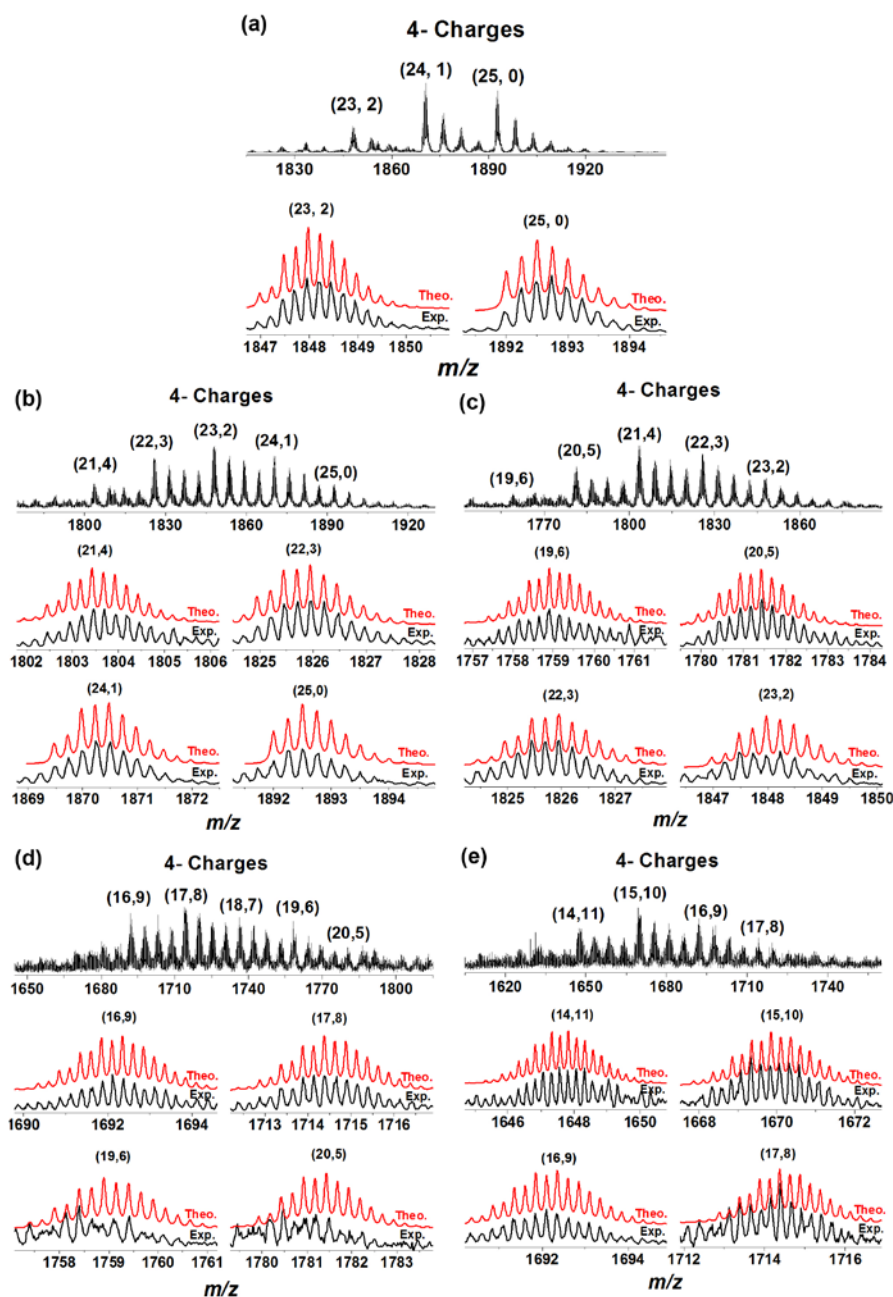 (a)
4- Charges
(23, 2)
(24, 1)
(25, 0)
1830 1860 1890 1920
(23, 2)
Theo.
Exp.
1847 1848 1849 1850
(25, 0)
Theo.
Exp.
1892 1893 1894
m/z
(b)
4- Charges
(21,4)
(22,3)
(23,2)
(24,1)
(25,0)
1800 1830 1860 1890 1920
(21,4)
Theo.
Exp.
1802 1803 1804 1805 1806
(22,3)
Theo.
Exp.
1825 1826 1827 1828
(24,1)
Theo.
Exp.
1869 1870 1871 1872
(25,0)
Theo.
Exp.
1892 1893 1894
m/z
(c)
4- Charges
(19,6)
(20,5)
(21,4)
(22,3)
(23,2)
1770 1800 1830 1860
(19,6)
Theo.
Exp.
1757 1758 1759 1760 1761
(20,5)
Theo.
Exp.
1780 1781 1782 1783 1784
(22,3)
Theo.
Exp.
1825 1826 1827
(23,2)
Theo.
Exp.
1847 1848 1849 1850
m/z
(d)
4- Charges
(16,9)
(17,8)
(18,7)
(19,6)
(20,5)
1650 1680 1710 1740 1770 1800
(16,9)
Theo.
Exp.
1690 1692 1694
(17,8)
Theo.
Exp.
1713 1714 1715 1716
(19,6)
Theo.
Exp.
1758 1759 1760 1761
(20,5)
Theo.
Exp.
1780 1781 1782 1783
m/z
(e)
4- Charges
(14,11)
(15,10)
(16,9)
(17,8)
1620 1650 1680 1710 1740
(14,11)
Theo.
Exp.
1646 1648 1650
(15,10)
Theo.
Exp.
1668 1670 1672
(16,9)
Theo.
Exp.
1692 1694
(17,8)
Theo.
Exp.
1712 1714 1716
m/z